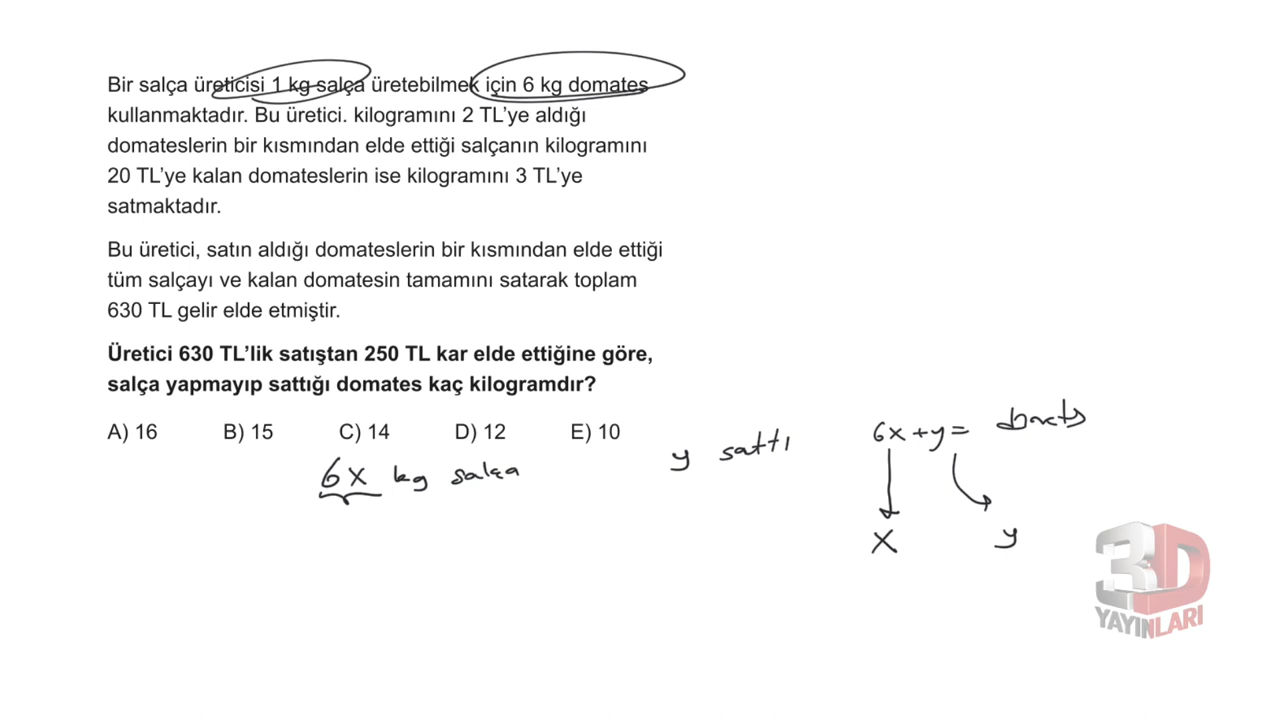 Bir salça üreticisi 1 kg salça üretebilmek için 6 kg domates
kullanmaktadır. Bu üretici. kilogramını 2 TL’ye aldığı
domateslerin bir kısmından elde ettiği salçanın kilogramını
20 TL’ye kalan domateslerin ise kilogramını 3 TL’ye
satmaktadır.
Bu üretici, satın aldığı domateslerin bir kısmından elde ettiği
tüm salçayı ve kalan domatesin tamamını satarak toplam
630 TL gelir elde etmiştir.
Üretici 630 TL’lik satıştan 250 TL kar elde ettiğine göre,
salça yapmayıp sattığı domates kaç kilogramdır?
A) 16 B) 15 C) 14 D) 12 E) 10
6x kg salça
y sattı
6x+y=
x y
3D
YAYINLARI